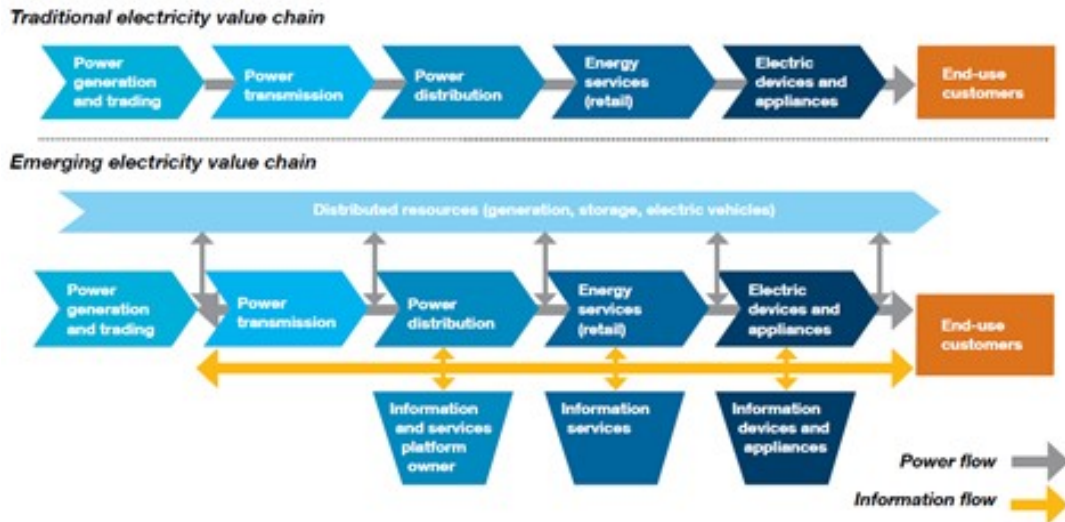 Traditional electricity value chain
Power
generation
and trading
Power
transmission
Power
distribution
Energy
services
(retail)
Electric
devices and
appliances
End-use
customers
Emerging electricity value chain
Distributed resources (generation, storage, electric vehicles)
Power
generation
and trading
Power
transmission
Power
distribution
Energy
services
(retail)
Electric
devices and
appliances
End-use
customers
Information
and services
platform
owner
Information
services
Information
devices and
appliances
Power flow
Information flow